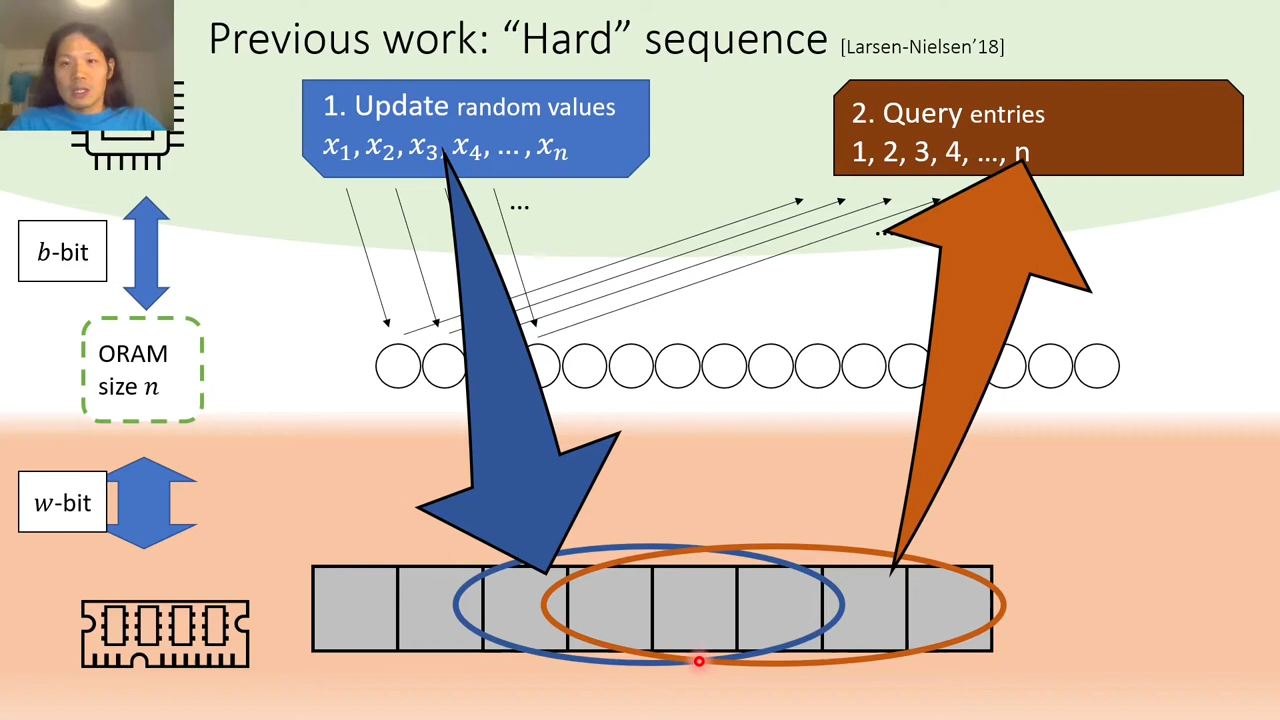 Previous work: “Hard” sequence [Larsen-Nielsen’18]
1. Update random values
x₁, x₂, x₃, x₄, …, xₙ
2. Query entries
1, 2, 3, 4, …, n
...
b-bit
ORAM
size n
w-bit